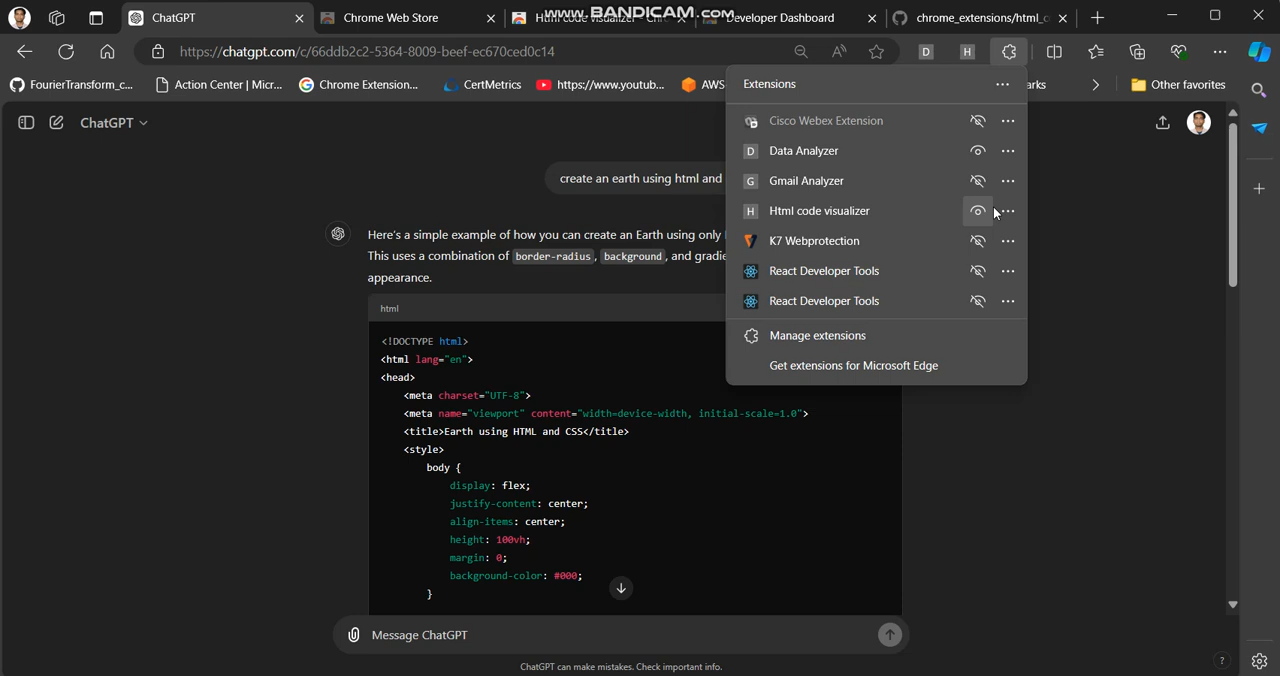 www.BANDICAM.com
ChatGPT
Chrome Web Store
Html code visualizer - Chro
Developer Dashboard
chrome_extensions/html_c
https://chatgpt.com/c/66ddb2c2-5364-8009-beef-ec670ced0c14
D
H
FourierTransform_c...
Action Center | Micr...
Chrome Extension...
CertMetrics
https://www.youtub...
AWS
arks
Other favorites
ChatGPT
Extensions
Cisco Webex Extension
D Data Analyzer
G Gmail Analyzer
H Html code visualizer
K7 Webprotection
React Developer Tools
React Developer Tools
Manage extensions
Get extensions for Microsoft Edge
create an earth using html and
Here's a simple example of how you can create an Earth using only
This uses a combination of border-radius, background, and gradie
appearance.
html
<!DOCTYPE html>
<html lang="en">
<head>
<meta charset="UTF-8">
<meta name="viewport" content="width=device-width, initial-scale=1.0">
<title>Earth using HTML and CSS</title>
<style>
body {
display: flex;
justify-content: center;
align-items: center;
height: 100vh;
margin: 0;
background-color: #000;
}
Message ChatGPT
ChatGPT can make mistakes. Check important info.
?